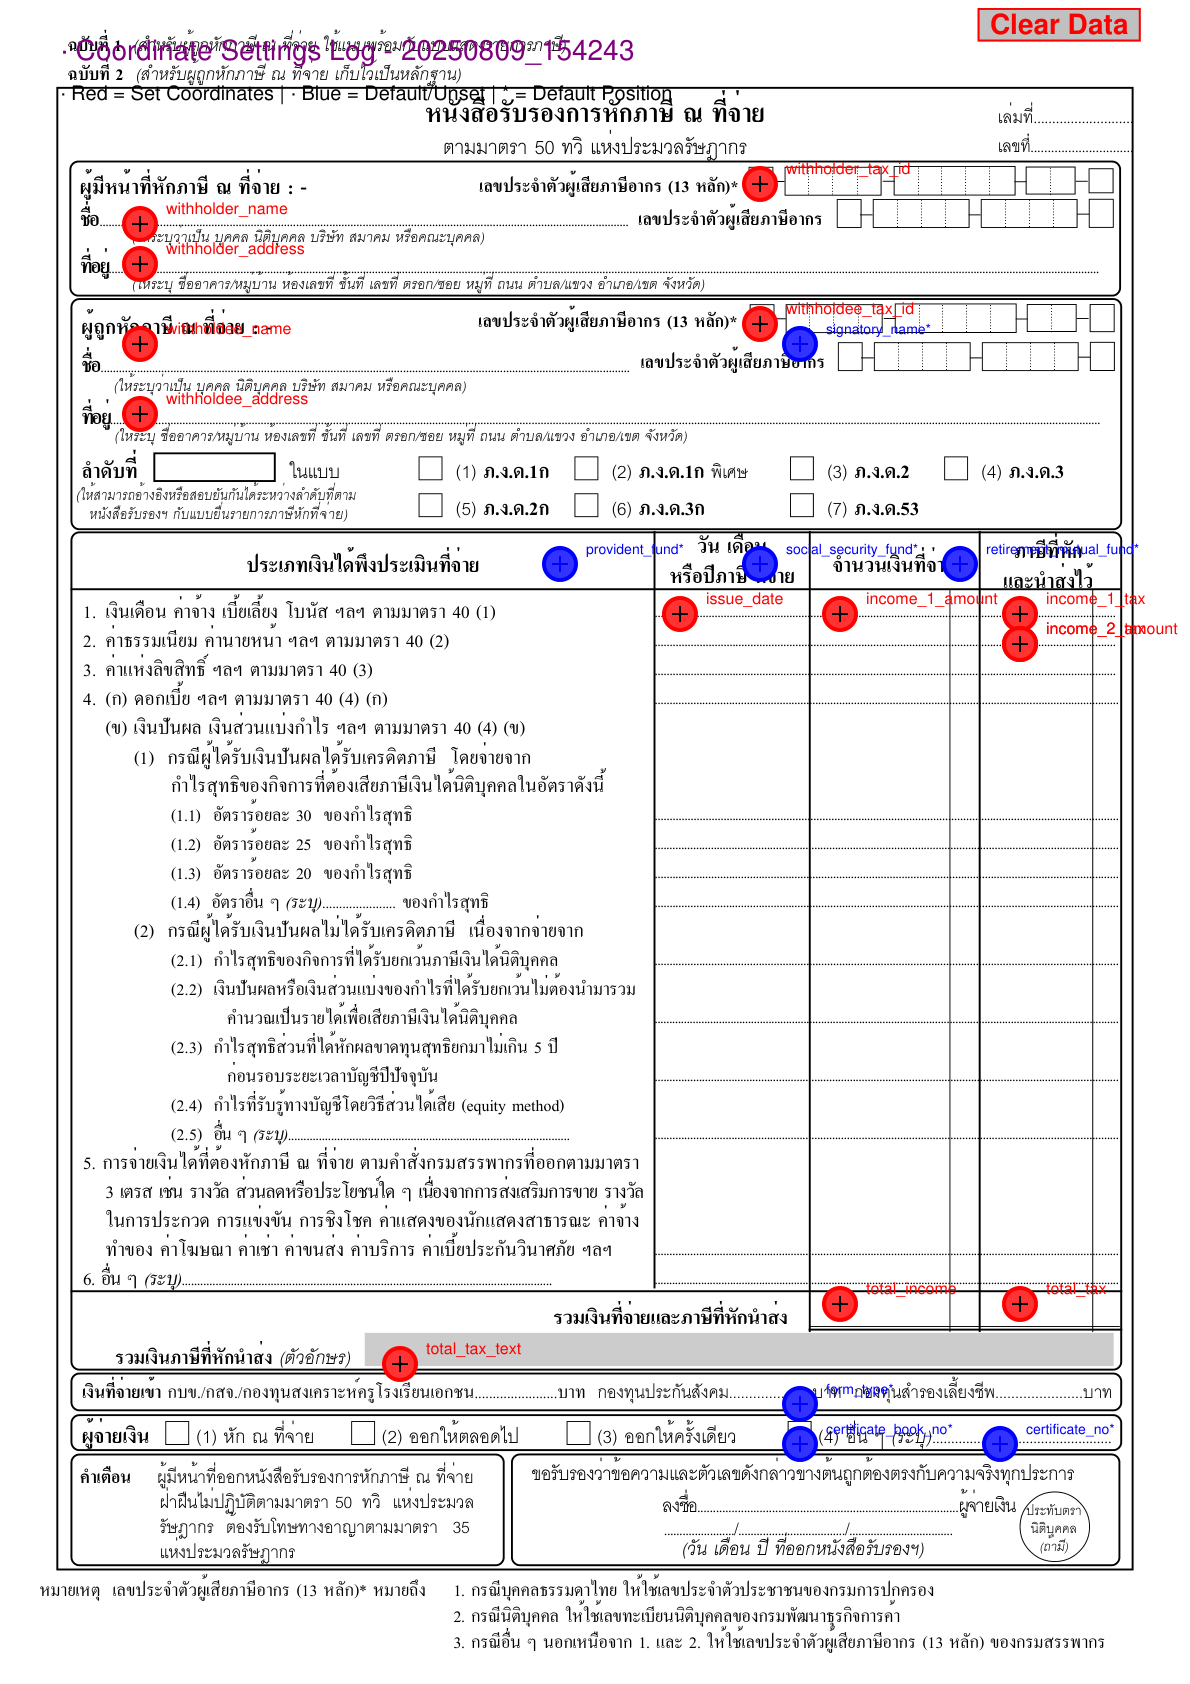 Clear Data
ฉบับที่ 1 (สำหรับผู้ถูกหักภาษี ณ ที่จ่าย ใช้แนบพร้อมกับแบบแสดงรายการภาษี)
· Coordinate Settings Log - 20250809_154243
ฉบับที่ 2 (สำหรับผู้ถูกหักภาษี ณ ที่จ่าย เก็บไว้เป็นหลักฐาน)
· Red = Set Coordinates | · Blue = Default/Unset | * = Default Position
หนังสือรับรองการหักภาษี ณ ที่จ่าย
เล่มที่
ตามมาตรา 50 ทวิ แห่งประมวลรัษฎากร
เลขที่
ผู้มีหน้าที่หักภาษี ณ ที่จ่าย : -
เลขประจำตัวผู้เสียภาษีอากร (13 หลัก)*
withholder_tax_id
ชื่อ
withholder_name
เลขประจำตัวผู้เสียภาษีอากร
(ให้ระบุว่าเป็น บุคคล นิติบุคคล บริษัท สมาคม หรือคณะบุคคล)
withholder_address
ที่อยู่
(ให้ระบุ ชื่ออาคาร/หมู่บ้าน ห้องเลขที่ ชั้นที่ เลขที่ ตรอก/ซอย หมู่ที่ ถนน ตำบล/แขวง อำเภอ/เขต จังหวัด)
ผู้ถูกหักภาษี ณ ที่จ่าย : -
เลขประจำตัวผู้เสียภาษีอากร (13 หลัก)*
withholdee_tax_id
withholdee_name
signatory_name*
ชื่อ
เลขประจำตัวผู้เสียภาษีอากร
(ให้ระบุว่าเป็น บุคคล นิติบุคคล บริษัท สมาคม หรือคณะบุคคล)
withholdee_address
ที่อยู่
(ให้ระบุ ชื่ออาคาร/หมู่บ้าน ห้องเลขที่ ชั้นที่ เลขที่ ตรอก/ซอย หมู่ที่ ถนน ตำบล/แขวง อำเภอ/เขต จังหวัด)
ลำดับที่ ในแบบ (1) ภ.ง.ด.1ก (2) ภ.ง.ด.1ก พิเศษ (3) ภ.ง.ด.2 (4) ภ.ง.ด.3
(ให้สามารถอ้างอิงหรือสอบยันกันได้ระหว่างลำดับที่ตาม
หนังสือรับรองฯ กับแบบยื่นรายการภาษีหักที่จ่าย)
(5) ภ.ง.ด.2ก (6) ภ.ง.ด.3ก (7) ภ.ง.ด.53
ประเภทเงินได้พึงประเมินที่จ่าย
provident_fund*
วัน เดือน
หรือปีภาษี ที่จ่าย
social_security_fund*
จำนวนเงินที่จ่าย
retirement_mutual_fund*
ภาษีที่หัก
และนำส่งไว้
1. เงินเดือน ค่าจ้าง เบี้ยเลี้ยง โบนัส ฯลฯ ตามมาตรา 40 (1)
issue_date
income_1_amount
income_1_tax
2. ค่าธรรมเนียม ค่านายหน้า ฯลฯ ตามมาตรา 40 (2)
income_2_tax
income_2_amount
3. ค่าแห่งลิขสิทธิ์ ฯลฯ ตามมาตรา 40 (3)
4. (ก) ดอกเบี้ย ฯลฯ ตามมาตรา 40 (4) (ก)
(ข) เงินปันผล เงินส่วนแบ่งกำไร ฯลฯ ตามมาตรา 40 (4) (ข)
(1) กรณีผู้ได้รับเงินปันผลได้รับเครดิตภาษี โดยจ่ายจาก
กำไรสุทธิของกิจการที่ต้องเสียภาษีเงินได้นิติบุคคลในอัตราดังนี้
(1.1) อัตราร้อยละ 30 ของกำไรสุทธิ
(1.2) อัตราร้อยละ 25 ของกำไรสุทธิ
(1.3) อัตราร้อยละ 20 ของกำไรสุทธิ
(1.4) อัตราอื่น ๆ (ระบุ)...................... ของกำไรสุทธิ
(2) กรณีผู้ได้รับเงินปันผลไม่ได้รับเครดิตภาษี เนื่องจากจ่ายจาก
(2.1) กำไรสุทธิของกิจการที่ได้รับยกเว้นภาษีเงินได้นิติบุคคล
(2.2) เงินปันผลหรือเงินส่วนแบ่งของกำไรที่ได้รับยกเว้นไม่ต้องนำมารวม
คำนวณเป็นรายได้เพื่อเสียภาษีเงินได้นิติบุคคล
(2.3) กำไรสุทธิส่วนที่ได้หักผลขาดทุนสุทธิยกมาไม่เกิน 5 ปี
ก่อนรอบระยะเวลาบัญชีปีปัจจุบัน
(2.4) กำไรที่รับรู้ทางบัญชีโดยวิธีส่วนได้เสีย (equity method)
(2.5) อื่น ๆ (ระบุ)
5. การจ่ายเงินได้ที่ต้องหักภาษี ณ ที่จ่าย ตามคำสั่งกรมสรรพากรที่ออกตามมาตรา
3 เตรส เช่น รางวัล ส่วนลดหรือประโยชน์ใด ๆ เนื่องจากการส่งเสริมการขาย รางวัล
ในการประกวด การแข่งขัน การชิงโชค ค่าแสดงของนักแสดงสาธารณะ ค่าจ้าง
ทำของ ค่าโฆษณา ค่าเช่า ค่าขนส่ง ค่าบริการ ค่าเบี้ยประกันวินาศภัย ฯลฯ
6. อื่น ๆ (ระบุ)
total_income
total_tax
รวมเงินที่จ่ายและภาษีที่หักนำส่ง
รวมเงินภาษีที่หักนำส่ง (ตัวอักษร)
total_tax_text
เงินที่จ่ายเข้า กบข./กสจ./กองทุนสงเคราะห์ครูโรงเรียนเอกชน.........................บาท กองทุนประกันสังคม.........................บาท กองทุนสำรองเลี้ยงชีพ.........................บาท
form_type*
ผู้จ่ายเงิน (1) หัก ณ ที่จ่าย (2) ออกให้ตลอดไป (3) ออกให้ครั้งเดียว (4) อื่น ๆ (ระบุ)
certificate_book_no*
certificate_no*
คำเตือน ผู้มีหน้าที่ออกหนังสือรับรองการหักภาษี ณ ที่จ่าย
ฝ่าฝืนไม่ปฏิบัติตามมาตรา 50 ทวิ แห่งประมวล
รัษฎากร ต้องรับโทษทางอาญาตามมาตรา 35
แห่งประมวลรัษฎากร
ขอรับรองว่าข้อความและตัวเลขดังกล่าวข้างต้นถูกต้องตรงกับความจริงทุกประการ
ลงชื่อ..................................................ผู้จ่ายเงิน
................/........................./.........................
(วัน เดือน ปี ที่ออกหนังสือรับรองฯ)
ประทับตรา
นิติบุคคล
(ถ้ามี)
หมายเหตุ เลขประจำตัวผู้เสียภาษีอากร (13 หลัก)* หมายถึง
1. กรณีบุคคลธรรมดาไทย ให้ใช้เลขประจำตัวประชาชนของกรมการปกครอง
2. กรณีนิติบุคคล ให้ใช้เลขทะเบียนนิติบุคคลของกรมพัฒนาธุรกิจการค้า
3. กรณีอื่น ๆ นอกเหนือจาก 1. และ 2. ให้ใช้เลขประจำตัวผู้เสียภาษีอากร (13 หลัก) ของกรมสรรพากร